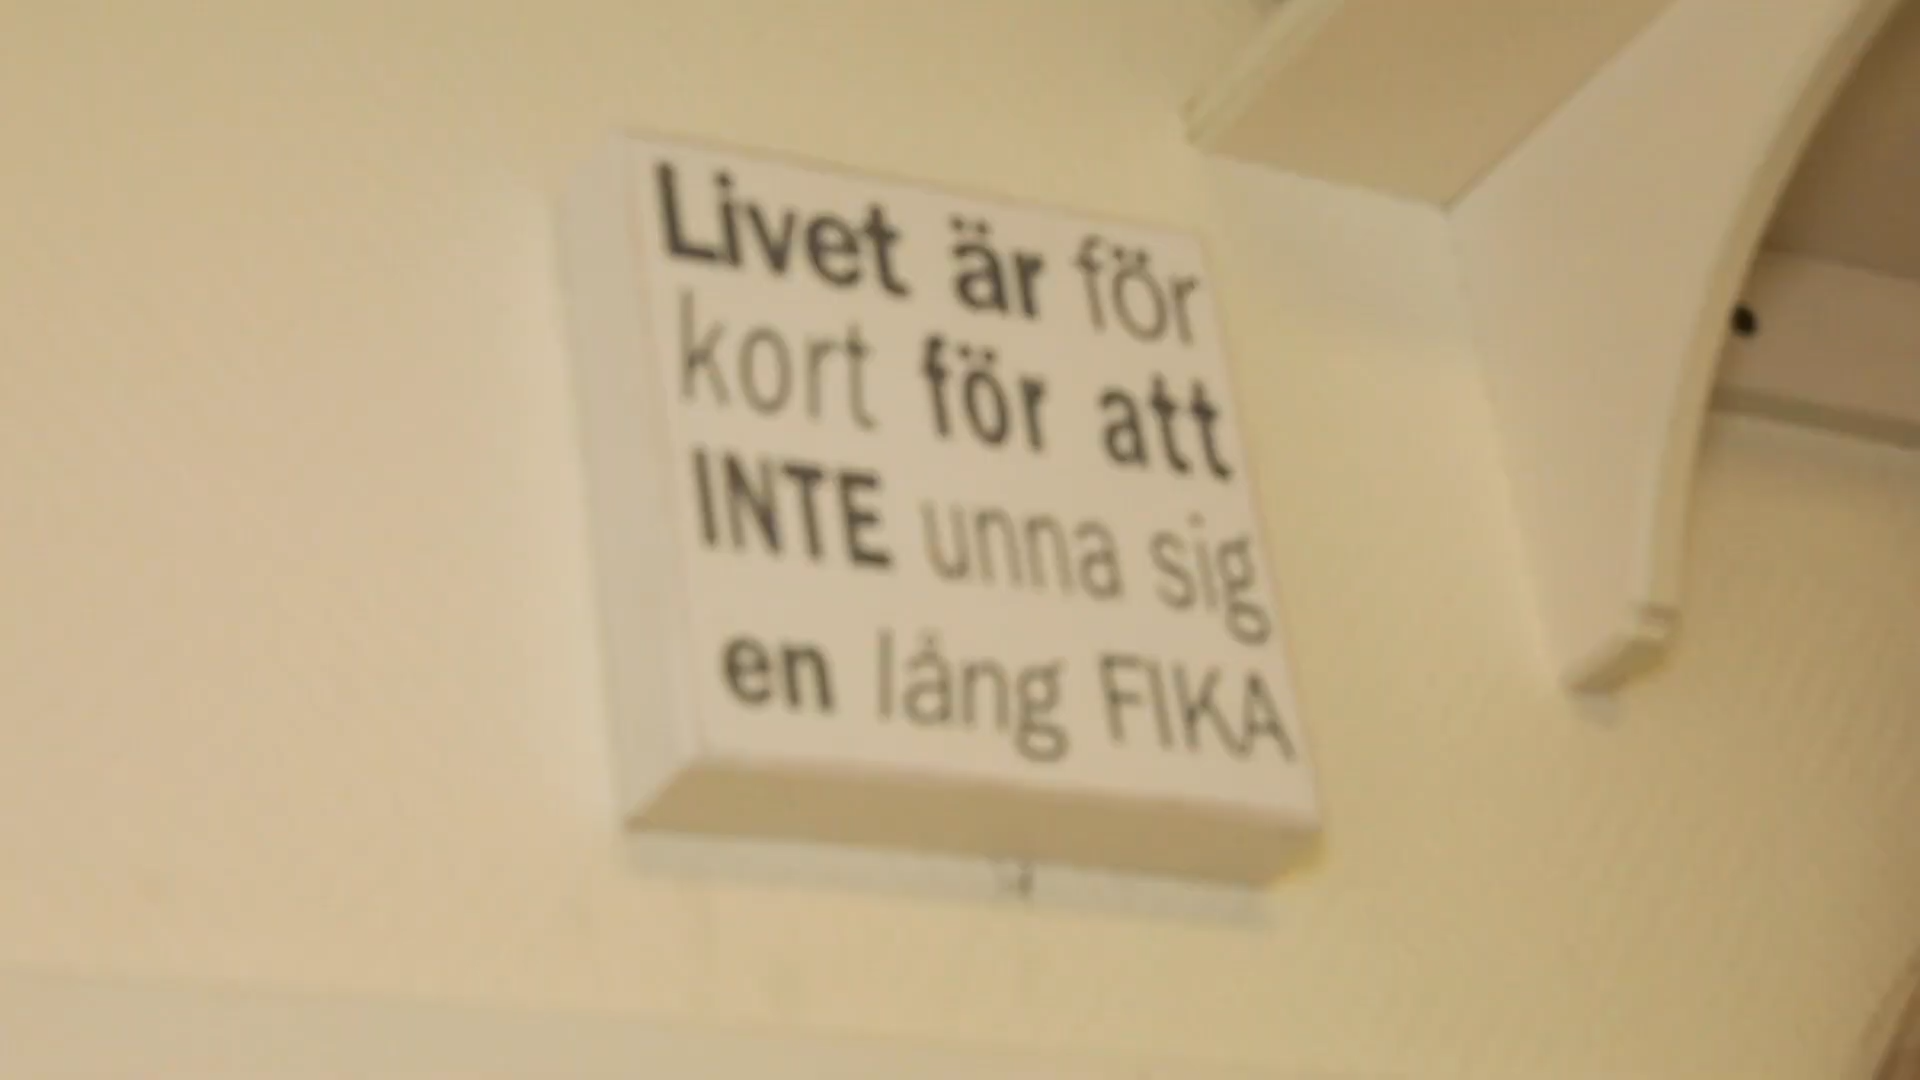 Livet är för
kort för att
INTE unna sig
en lång FIKA